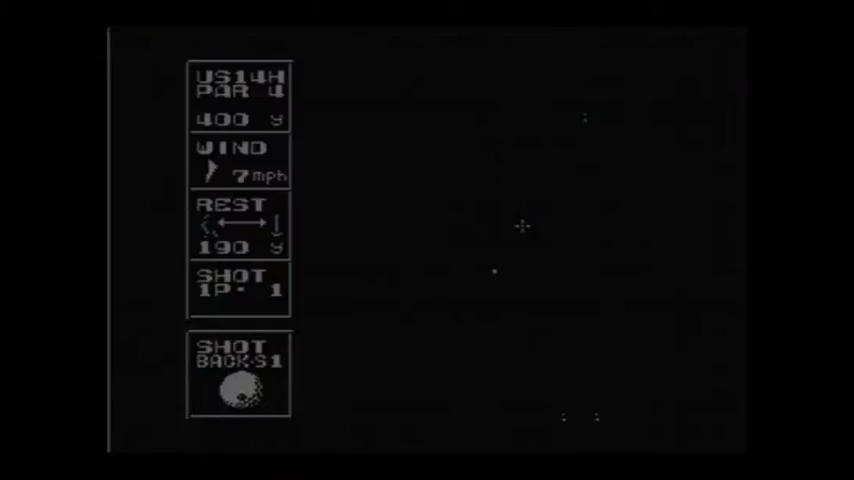 US14H
PAR 4
400 y
WIND
7mph
REST
190 y
SHOT
1P- 1
SHOT
BACK·S1